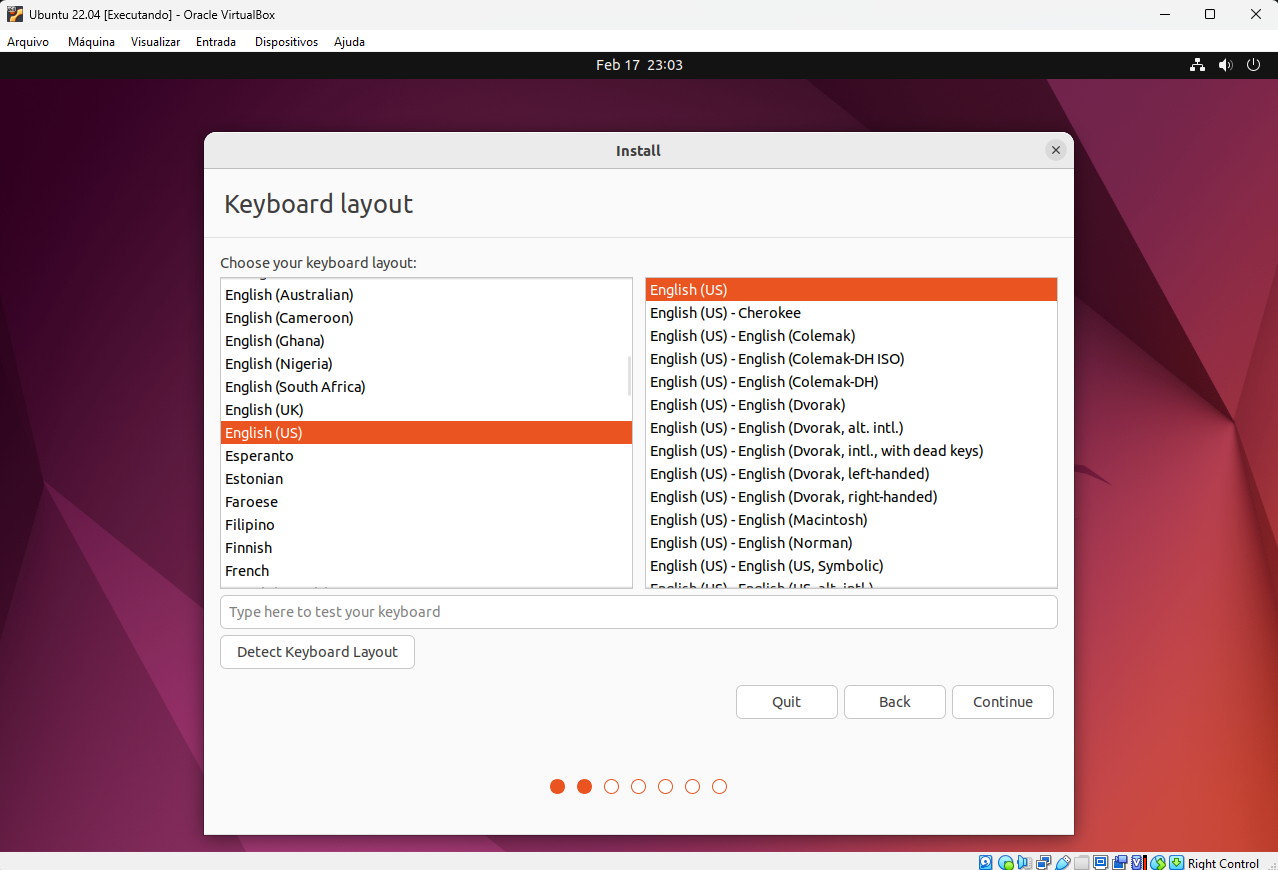 Ubuntu 22.04 [Executando] - Oracle VirtualBox
Arquivo Máquina Visualizar Entrada Dispositivos Ajuda
Feb 17 23:03
Install
Keyboard layout
Choose your keyboard layout:
English (Australian)
English (Cameroon)
English (Ghana)
English (Nigeria)
English (South Africa)
English (UK)
English (US)
Esperanto
Estonian
Faroese
Filipino
Finnish
French
English (US)
English (US) - Cherokee
English (US) - English (Colemak)
English (US) - English (Colemak-DH ISO)
English (US) - English (Colemak-DH)
English (US) - English (Dvorak)
English (US) - English (Dvorak, alt. intl.)
English (US) - English (Dvorak, intl., with dead keys)
English (US) - English (Dvorak, left-handed)
English (US) - English (Dvorak, right-handed)
English (US) - English (Macintosh)
English (US) - English (Norman)
English (US) - English (US, Symbolic)
English (US) - English (US, alt. intl.)
Type here to test your keyboard
Detect Keyboard Layout
Quit Back Continue
Right Control